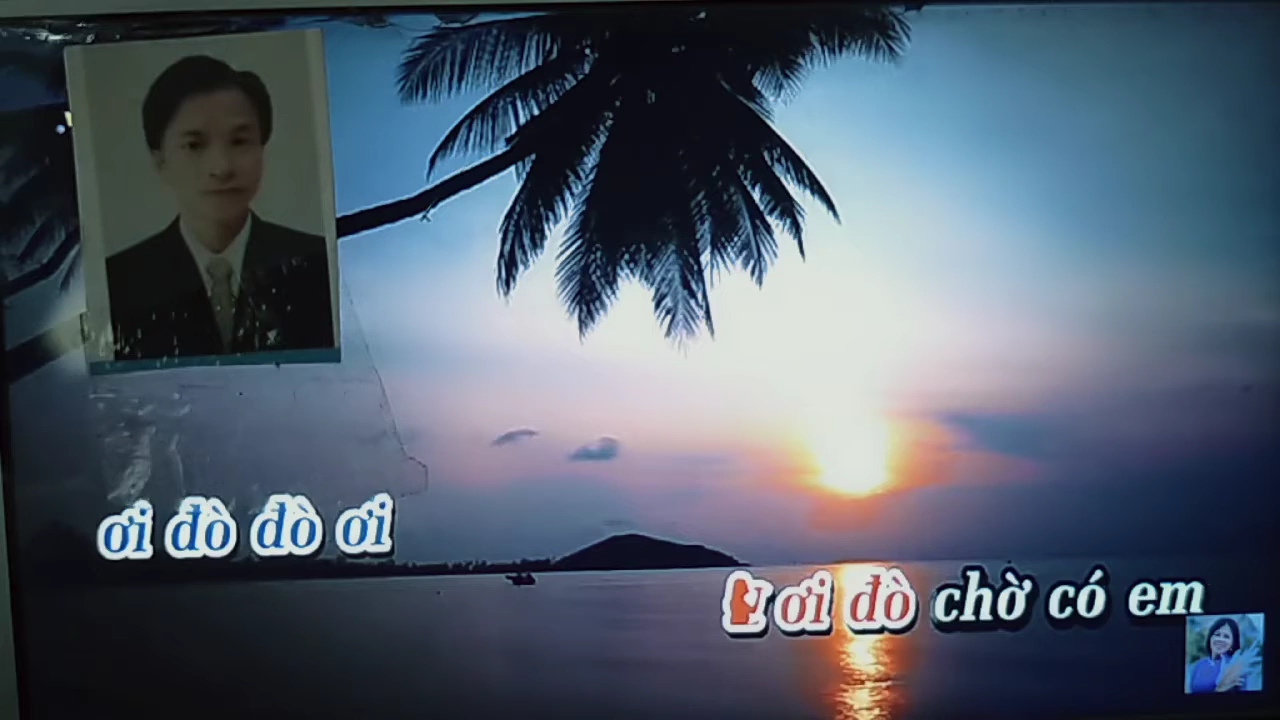 ơi đò đò ơi
ơi đò chờ có em